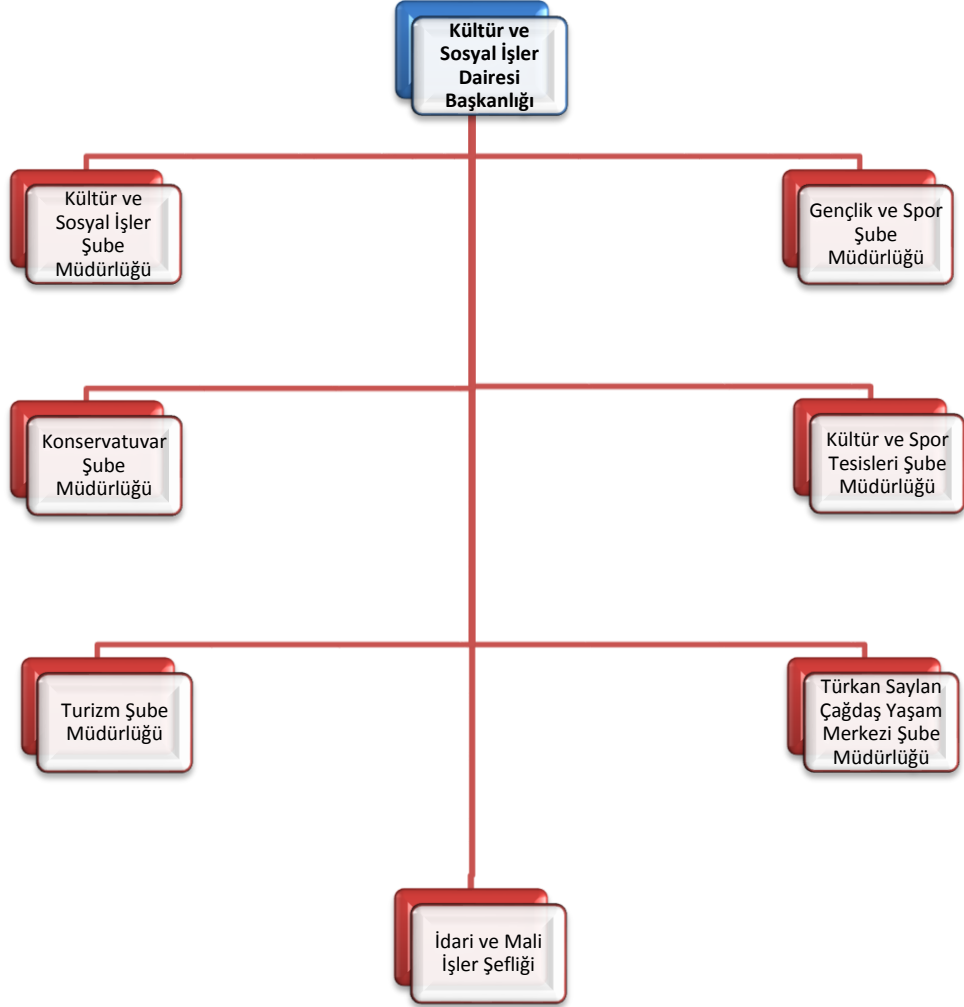 Kültür ve
Sosyal İşler
Dairesi
Başkanlığı
Kültür ve
Sosyal İşler
Şube
Müdürlüğü
Gençlik ve Spor
Şube
Müdürlüğü
Konservatuvar
Şube
Müdürlüğü
Kültür ve Spor
Tesisleri Şube
Müdürlüğü
Turizm Şube
Müdürlüğü
Türkan Saylan
Çağdaş Yaşam
Merkezi Şube
Müdürlüğü
İdari ve Mali
İşler Şefliği